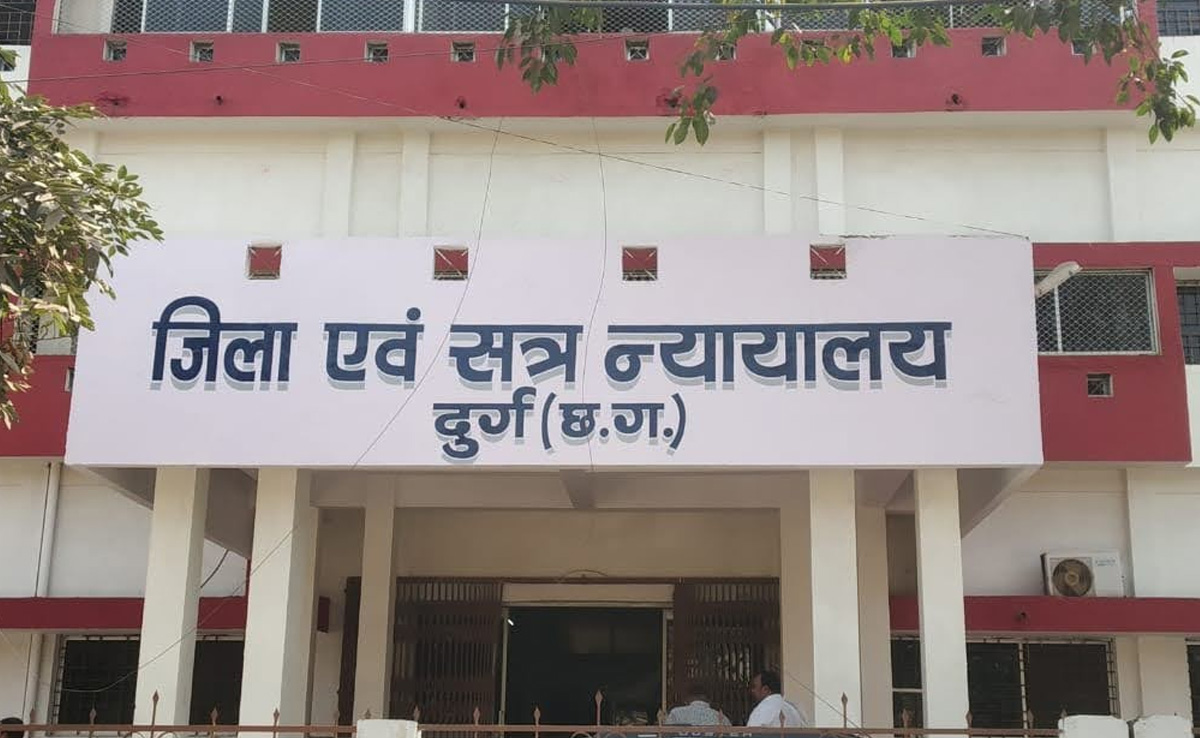 जिला एवं सत्र न्यायालय
दुर्ग (छ.ग.)